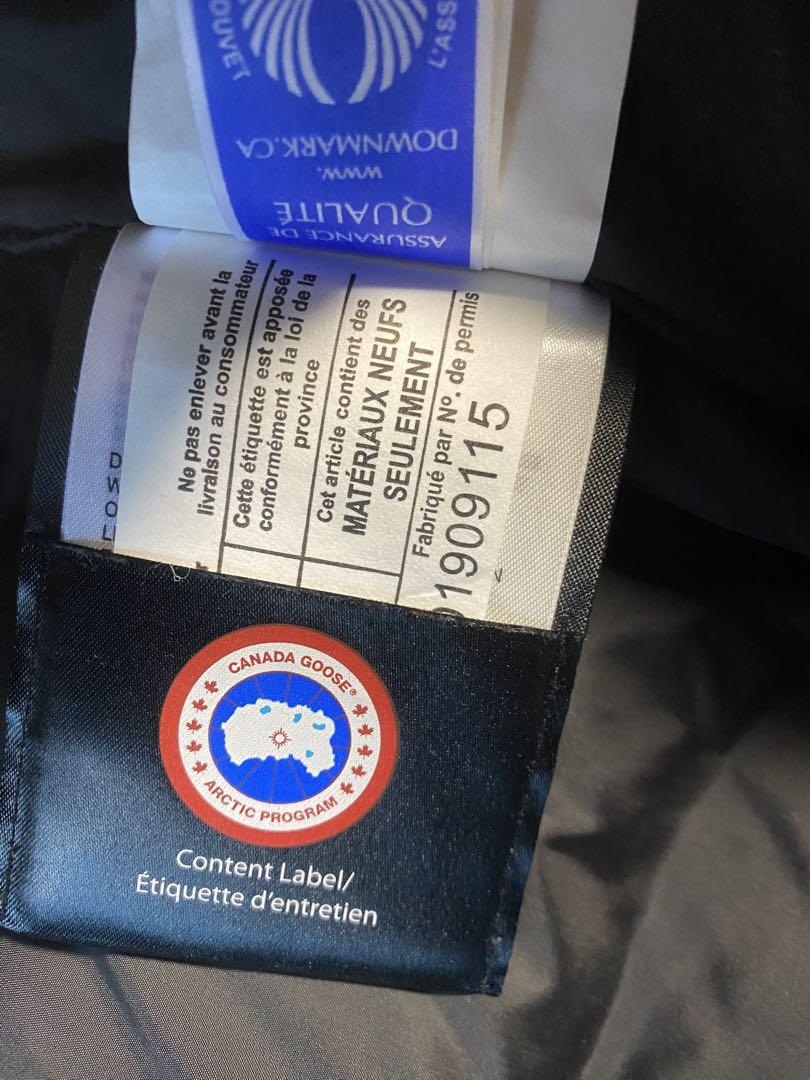 L'ASS
DOWNMARK.CA
WWW.
QUALITÉ
ASSURANCE DE
Ne pas enlever avant la
livraison au consommateur
Cette étiquette est apposée
conformément à la loi de la
province
Cet article contient des
MATÉRIAUX NEUFS
SEULEMENT
Fabriqué par Nº. de permis
1909115
CANADA GOOSE®
ARCTIC PROGRAM
Content Label/
Étiquette d'entretien